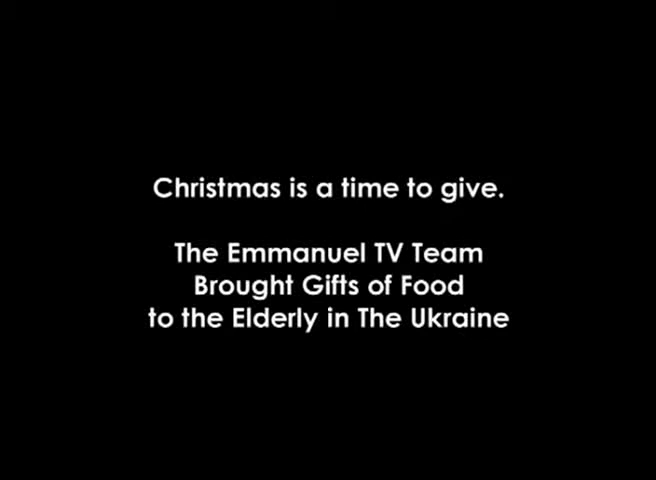 Christmas is a time to give.
The Emmanuel TV Team
Brought Gifts of Food
to the Elderly in The Ukraine